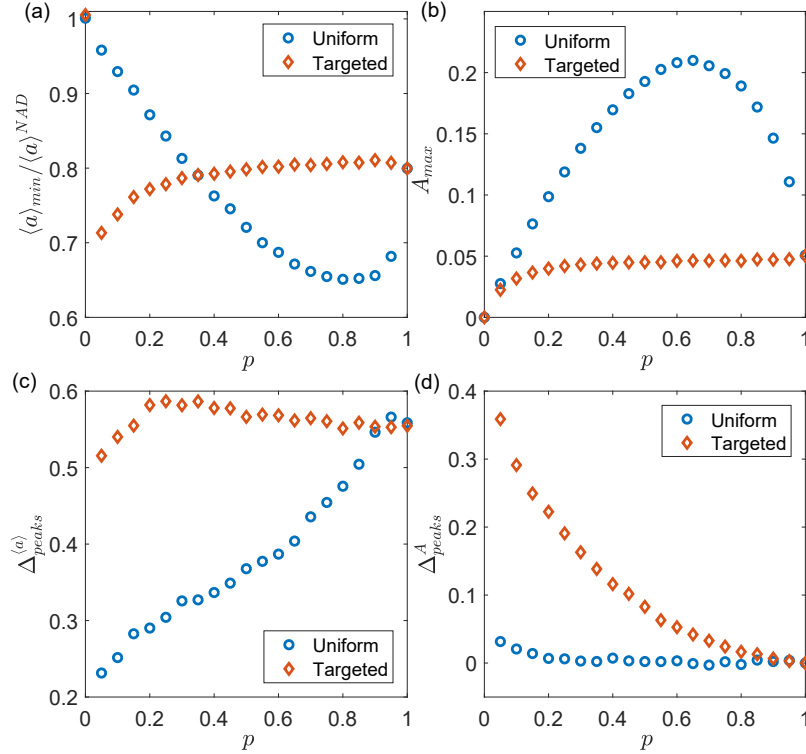 (a)
1
0.9
0.8
0.7
0.6
0 0.2 0.4 0.6 0.8 1
p
⟨a⟩min/⟨a⟩NAD
Uniform
Targeted
(b)
0.2
0.15
0.1
0.05
0
0 0.2 0.4 0.6 0.8 1
p
Amax
Uniform
Targeted
(c)
0.6
0.5
0.4
0.3
0.2
0 0.2 0.4 0.6 0.8 1
p
Δ⟨a⟩peaks
Uniform
Targeted
(d)
0.4
0.3
0.2
0.1
0
0 0.2 0.4 0.6 0.8 1
p
ΔApeaks
Uniform
Targeted